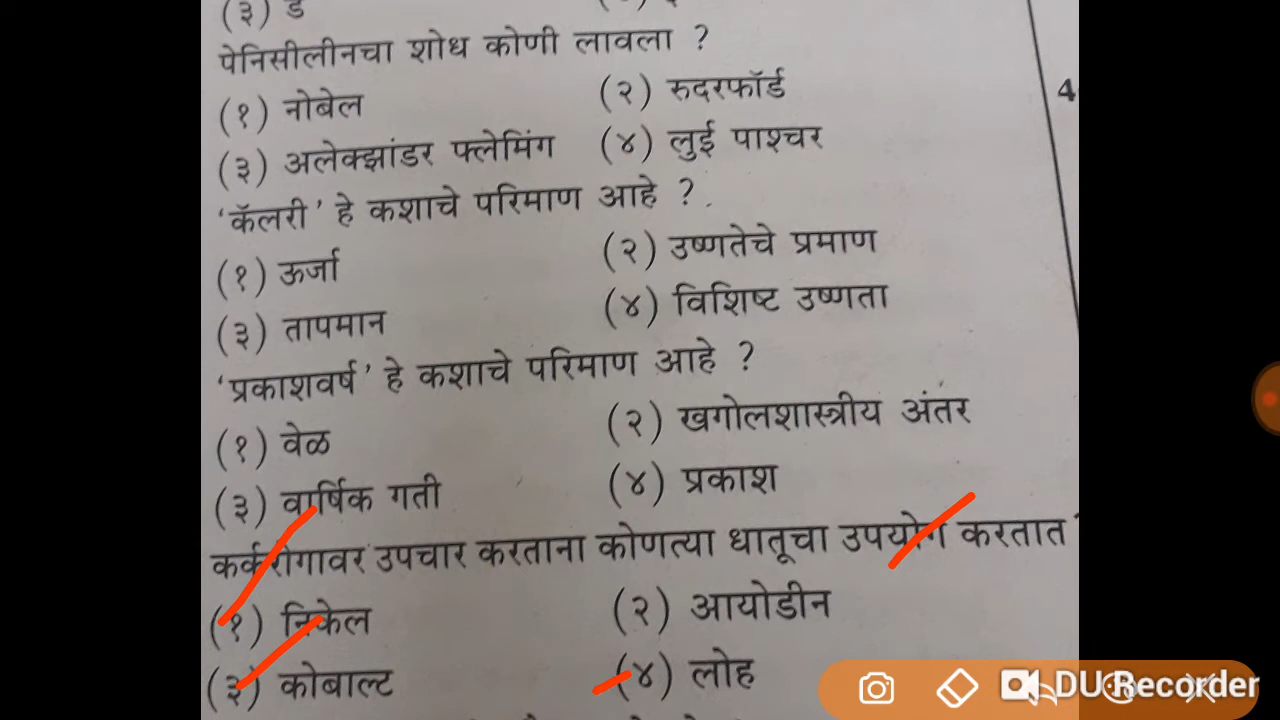 (३) ड
पेनिसीलीनचा शोध कोणी लावला ?
(१) नोबेल (२) रुदरफॉर्ड
(३) अलेक्झांडर फ्लेमिंग (४) लुई पाश्चर
4
'कॅलरी' हे कशाचे परिमाण आहे ?
(१) ऊर्जा (२) उष्णतेचे प्रमाण
(३) तापमान (४) विशिष्ट उष्णता
'प्रकाशवर्ष' हे कशाचे परिमाण आहे ?
(१) वेळ (२) खगोलशास्त्रीय अंतर
(३) वार्षिक गती (४) प्रकाश
कर्करोगावर उपचार करताना कोणत्या धातूचा उपयोग करतात
(१) निकेल (२) आयोडीन
(३) कोबाल्ट (४) लोह
DU Recorder